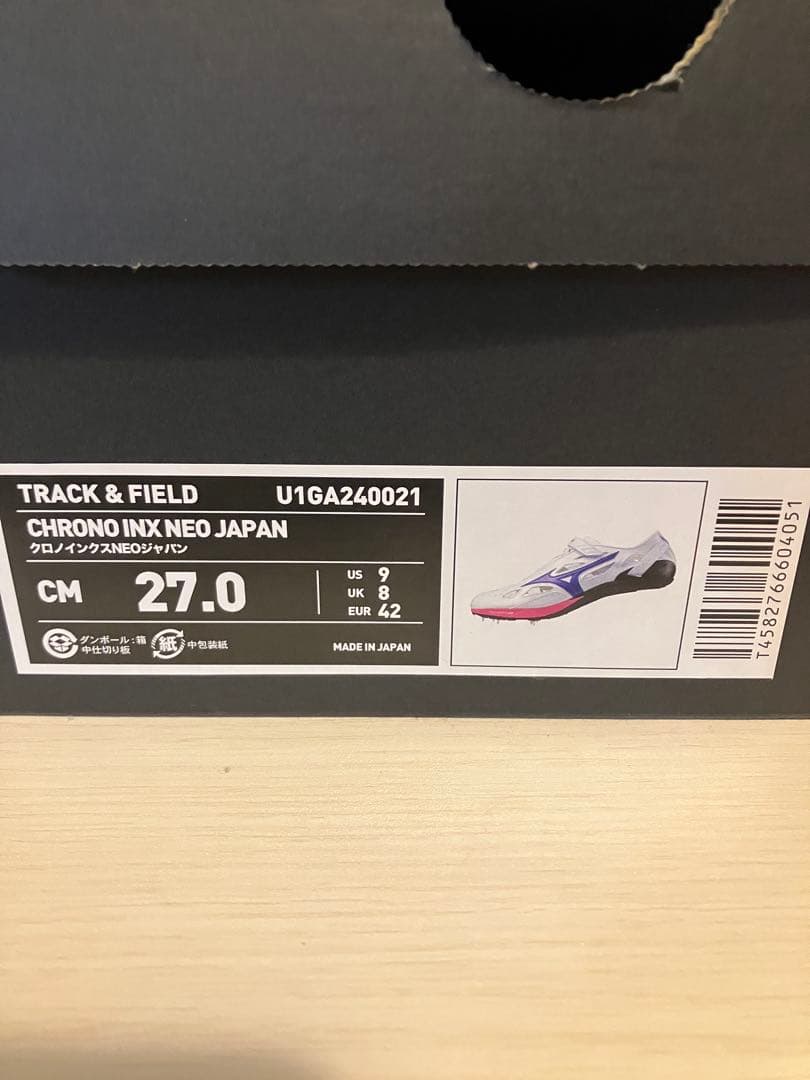 TRACK & FIELD U1GA240021
CHRONO INX NEO JAPAN
クロノインクスNEOジャパン
CM 27.0
US 9
UK 8
EUR 42
ダンボール:箱
中仕切り板
紙 中包装紙
MADE IN JAPAN
T4582766604051